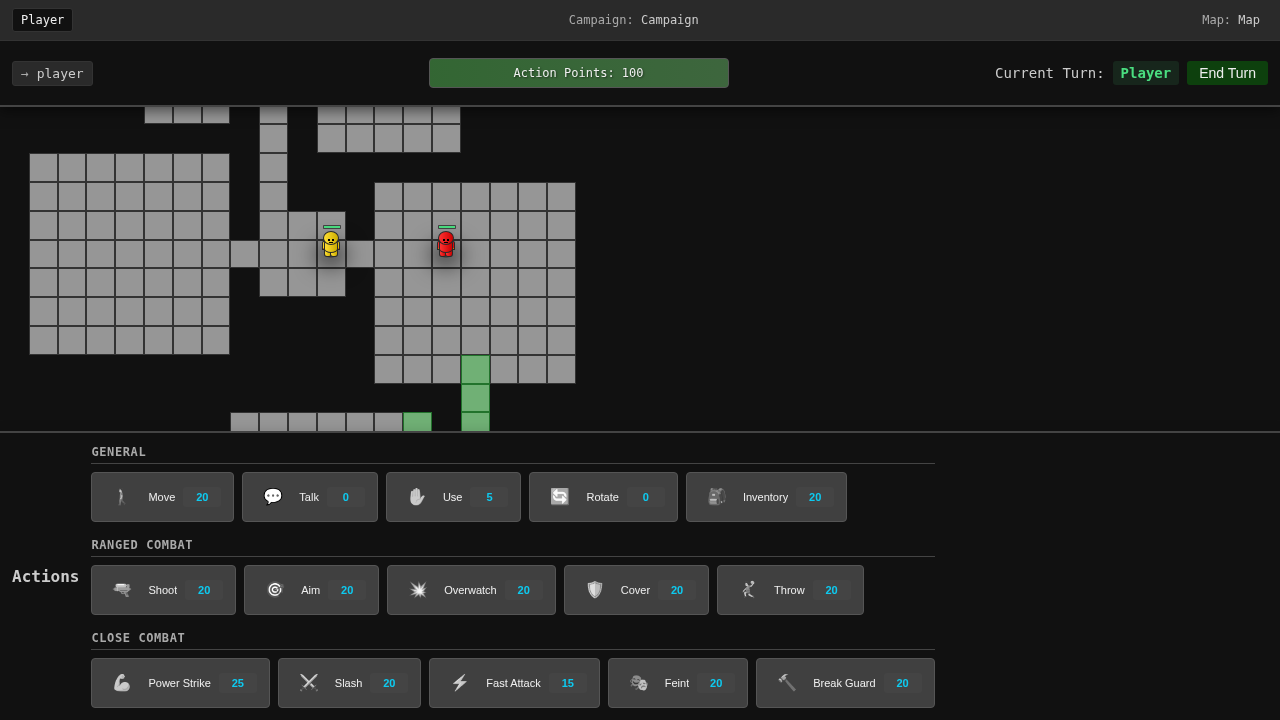 Player
Campaign: Campaign
Map: Map
→ player
Action Points: 100
Current Turn: Player
End Turn
GENERAL
Move 20
Talk 0
Use 5
Rotate 0
Inventory 20
RANGED COMBAT
Actions
Shoot 20
Aim 20
Overwatch 20
Cover 20
Throw 20
CLOSE COMBAT
Power Strike 25
Slash 20
Fast Attack 15
Feint 20
Break Guard 20